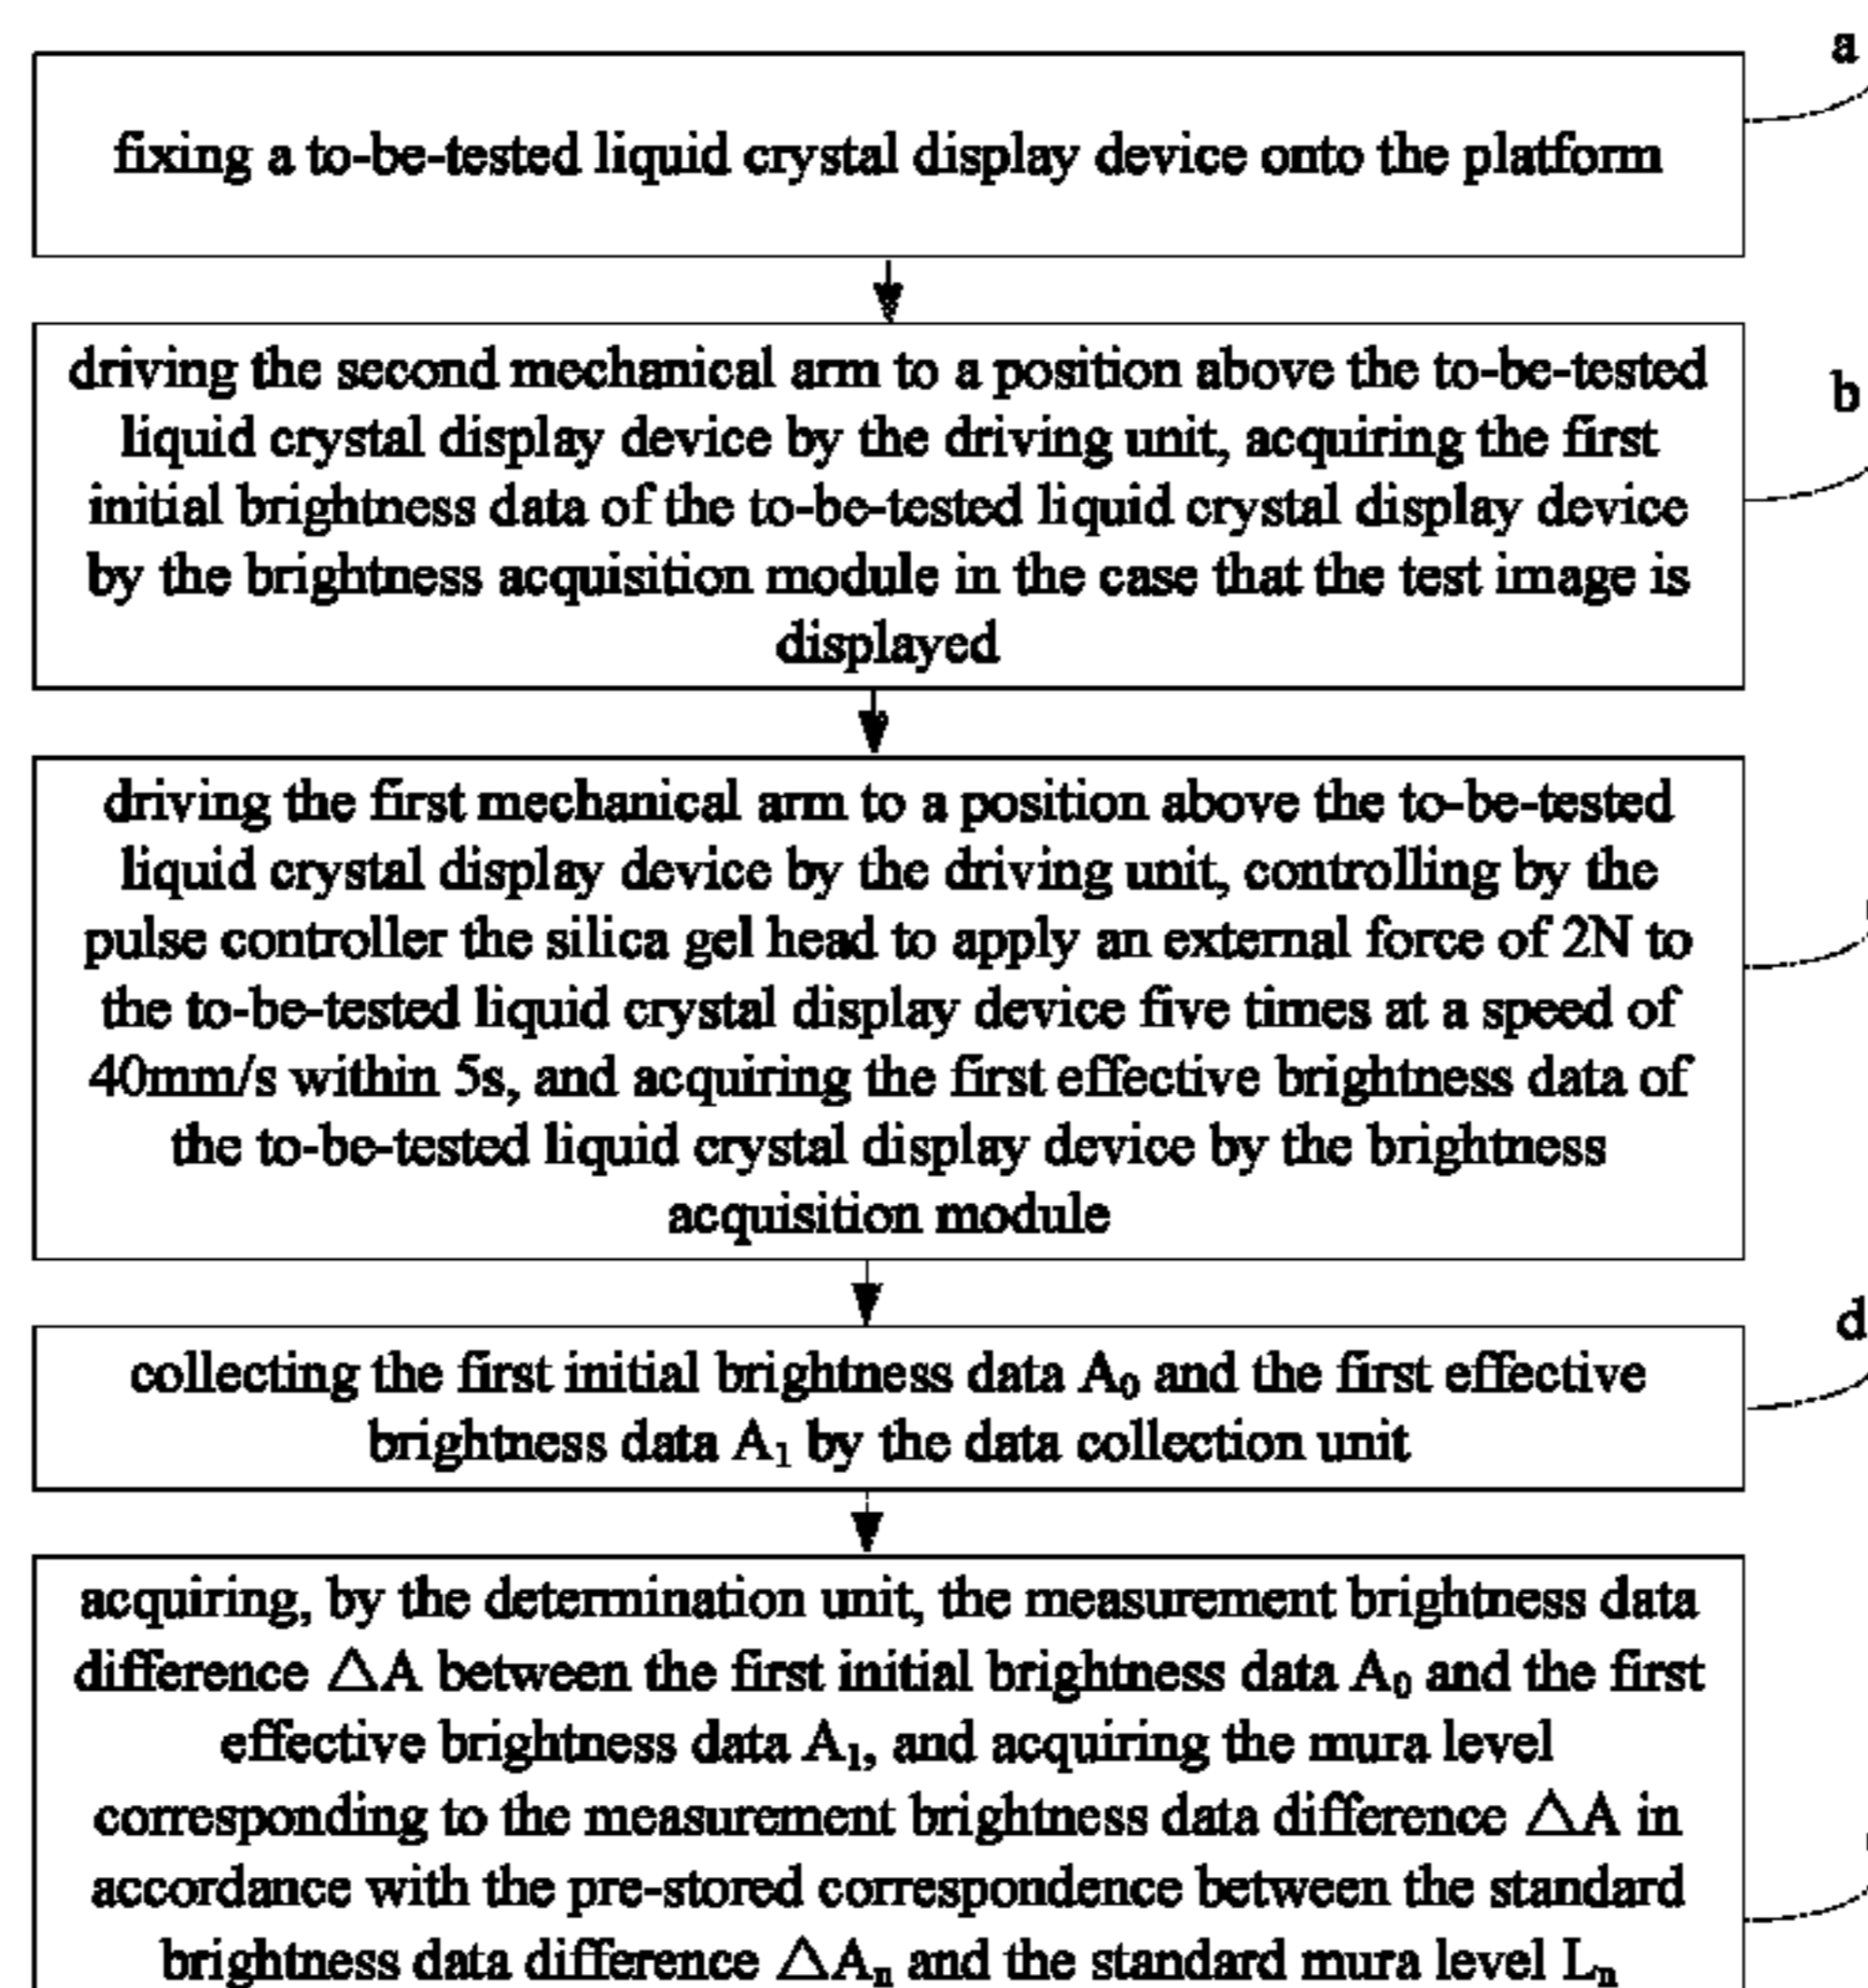 a
fixing a to-be-tested liquid crystal display device onto the platform
driving the second mechanical arm to a position above the to-be-tested
b
liquid crystal display device by the driving unit, acquiring the first
initial brightness data of the to-be-tested liquid crystal display device
by the brightness acquisition module in the case that the test image is
displayed
driving the first mechanical arm to a position above the to-be-tested
liquid crystal display device by the driving unit, controlling by the
pulse controller the silica gel head to apply an external force of 2N to
the to-be-tested liquid crystal display device five times at a speed of
40mm/s within 5s, and acquiring the first effective brightness data of
the to-be-tested liquid crystal display device by the brightness
acquisition module
d
collecting the first initial brightness data A₀ and the first effective
brightness data A₁ by the data collection unit
acquiring, by the determination unit, the measurement brightness data
difference △A between the first initial brightness data A₀ and the first
effective brightness data A₁, and acquiring the mura level
corresponding to the measurement brightness data difference △A in
accordance with the pre-stored correspondence between the standard
brightness data difference △Aₙ and the standard mura level Lₙ